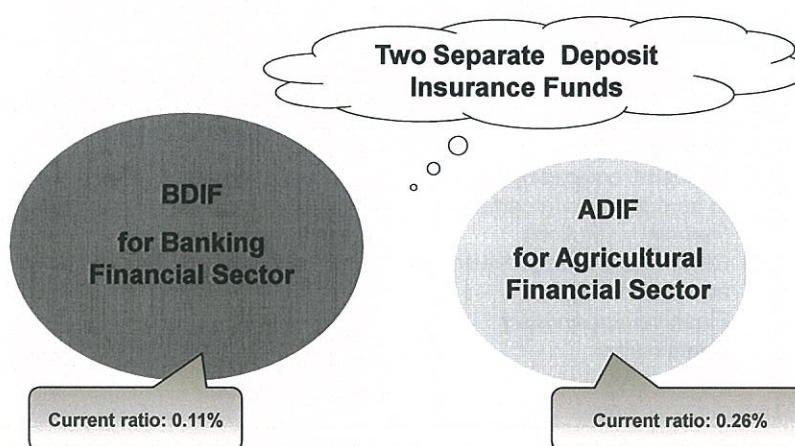 Two Separate Deposit
Insurance Funds
BDIF
for Banking
Financial Sector
ADIF
for Agricultural
Financial Sector
Current ratio: 0.11%
Current ratio: 0.26%